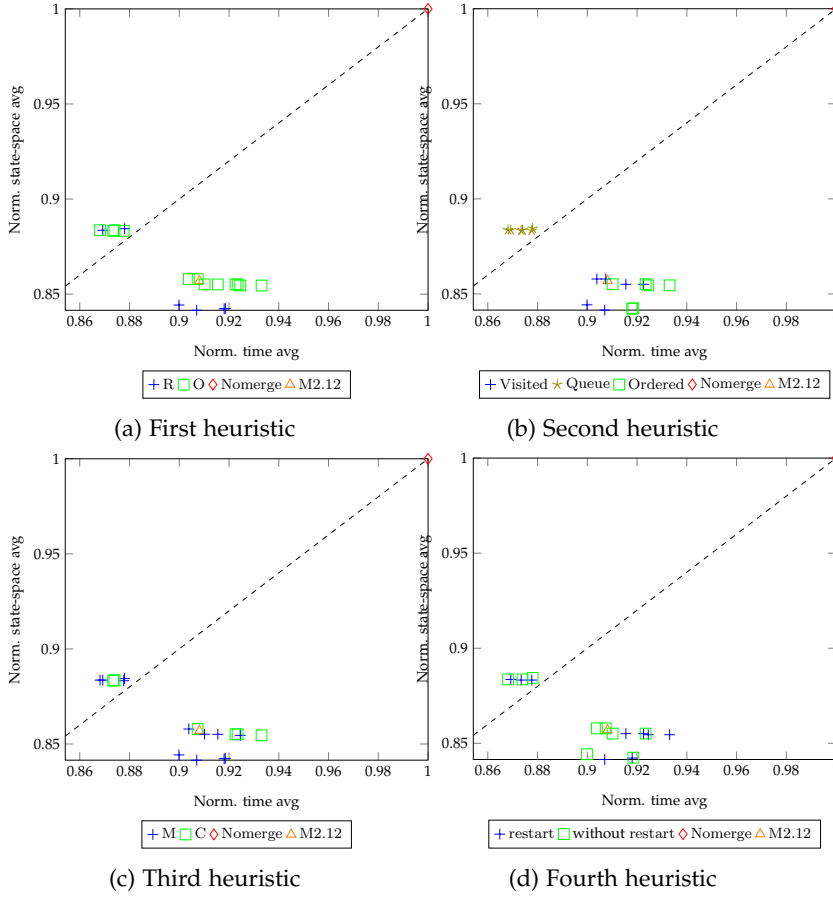 1
0.95
0.9
0.85
Norm. state-space avg
0.86 0.88 0.9 0.92 0.94 0.96 0.98 1
Norm. time avg
R O Nomerge M2.12
(a) First heuristic
1
0.95
0.9
0.85
Norm. state-space avg
0.86 0.88 0.9 0.92 0.94 0.96 0.98
Norm. time avg
Visited Queue Ordered Nomerge M2.12
(b) Second heuristic
1
0.95
0.9
0.85
Norm. state-space avg
0.86 0.88 0.9 0.92 0.94 0.96 0.98 1
Norm. time avg
M C Nomerge M2.12
(c) Third heuristic
1
0.95
0.9
0.85
Norm. state-space avg
0.86 0.88 0.9 0.92 0.94 0.96 0.98
Norm. time avg
restart without restart Nomerge M2.12
(d) Fourth heuristic